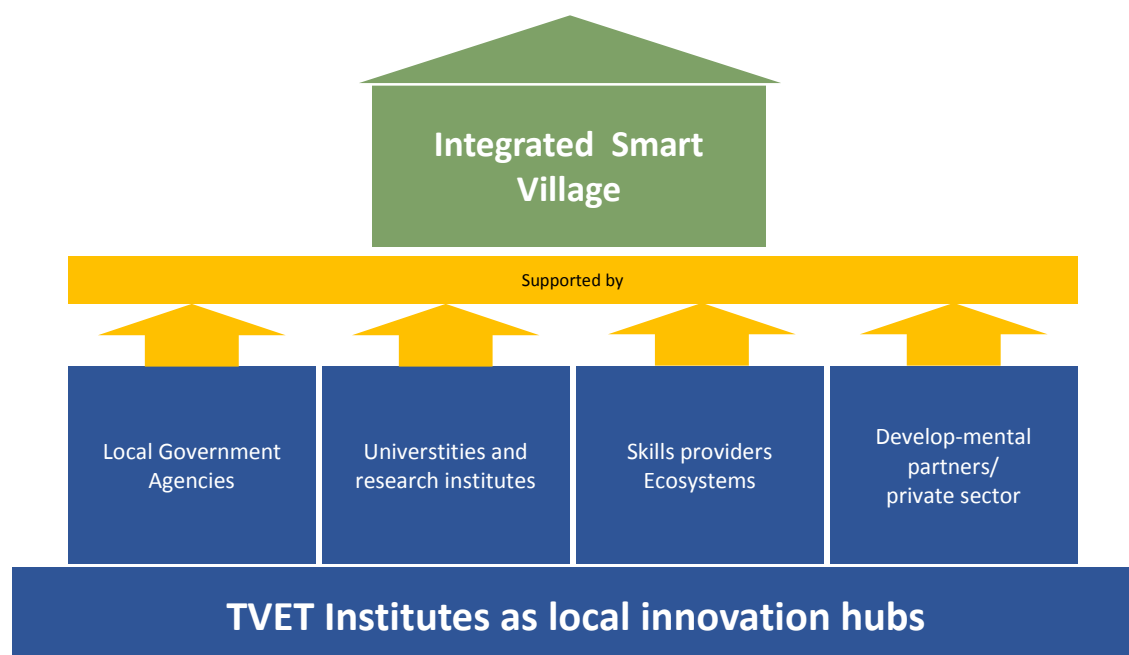 Integrated  Smart
Village
Supported by
Local Government
Agencies
Universtities and
research institutes
Skills providers
Ecosystems
Develop-mental
partners/
private sector
TVET Institutes as local innovation hubs